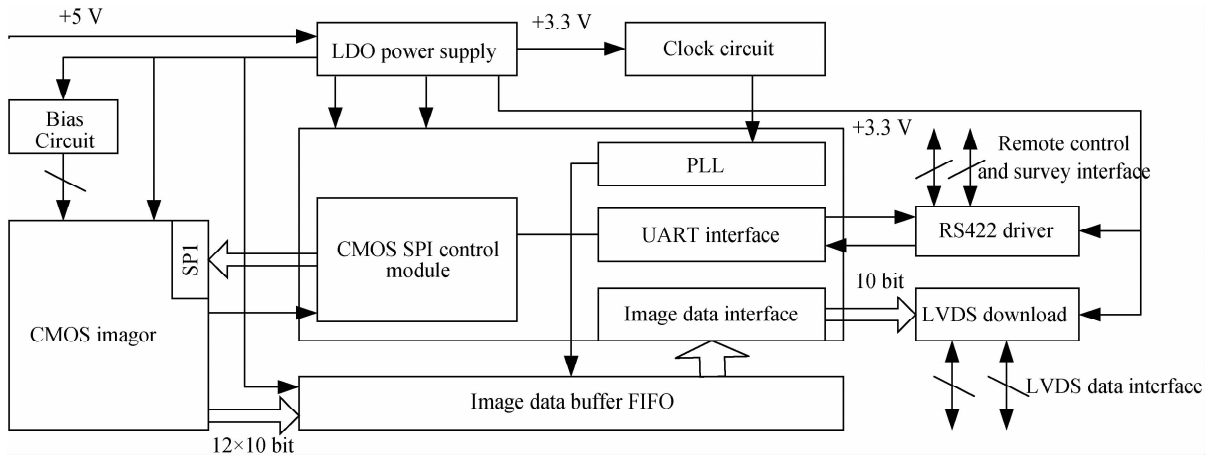 +5 V
LDO power supply
+3.3 V
Clock circuit
Bias
Circuit
+3.3 V
Remote control
and survey interface
PLL
CMOS SPI control
module
UART interface
RS422 driver
SPI
10 bit
CMOS imagor
Image data interface
LVDS download
Image data buffer FIFO
LVDS data interface
12×10 bit